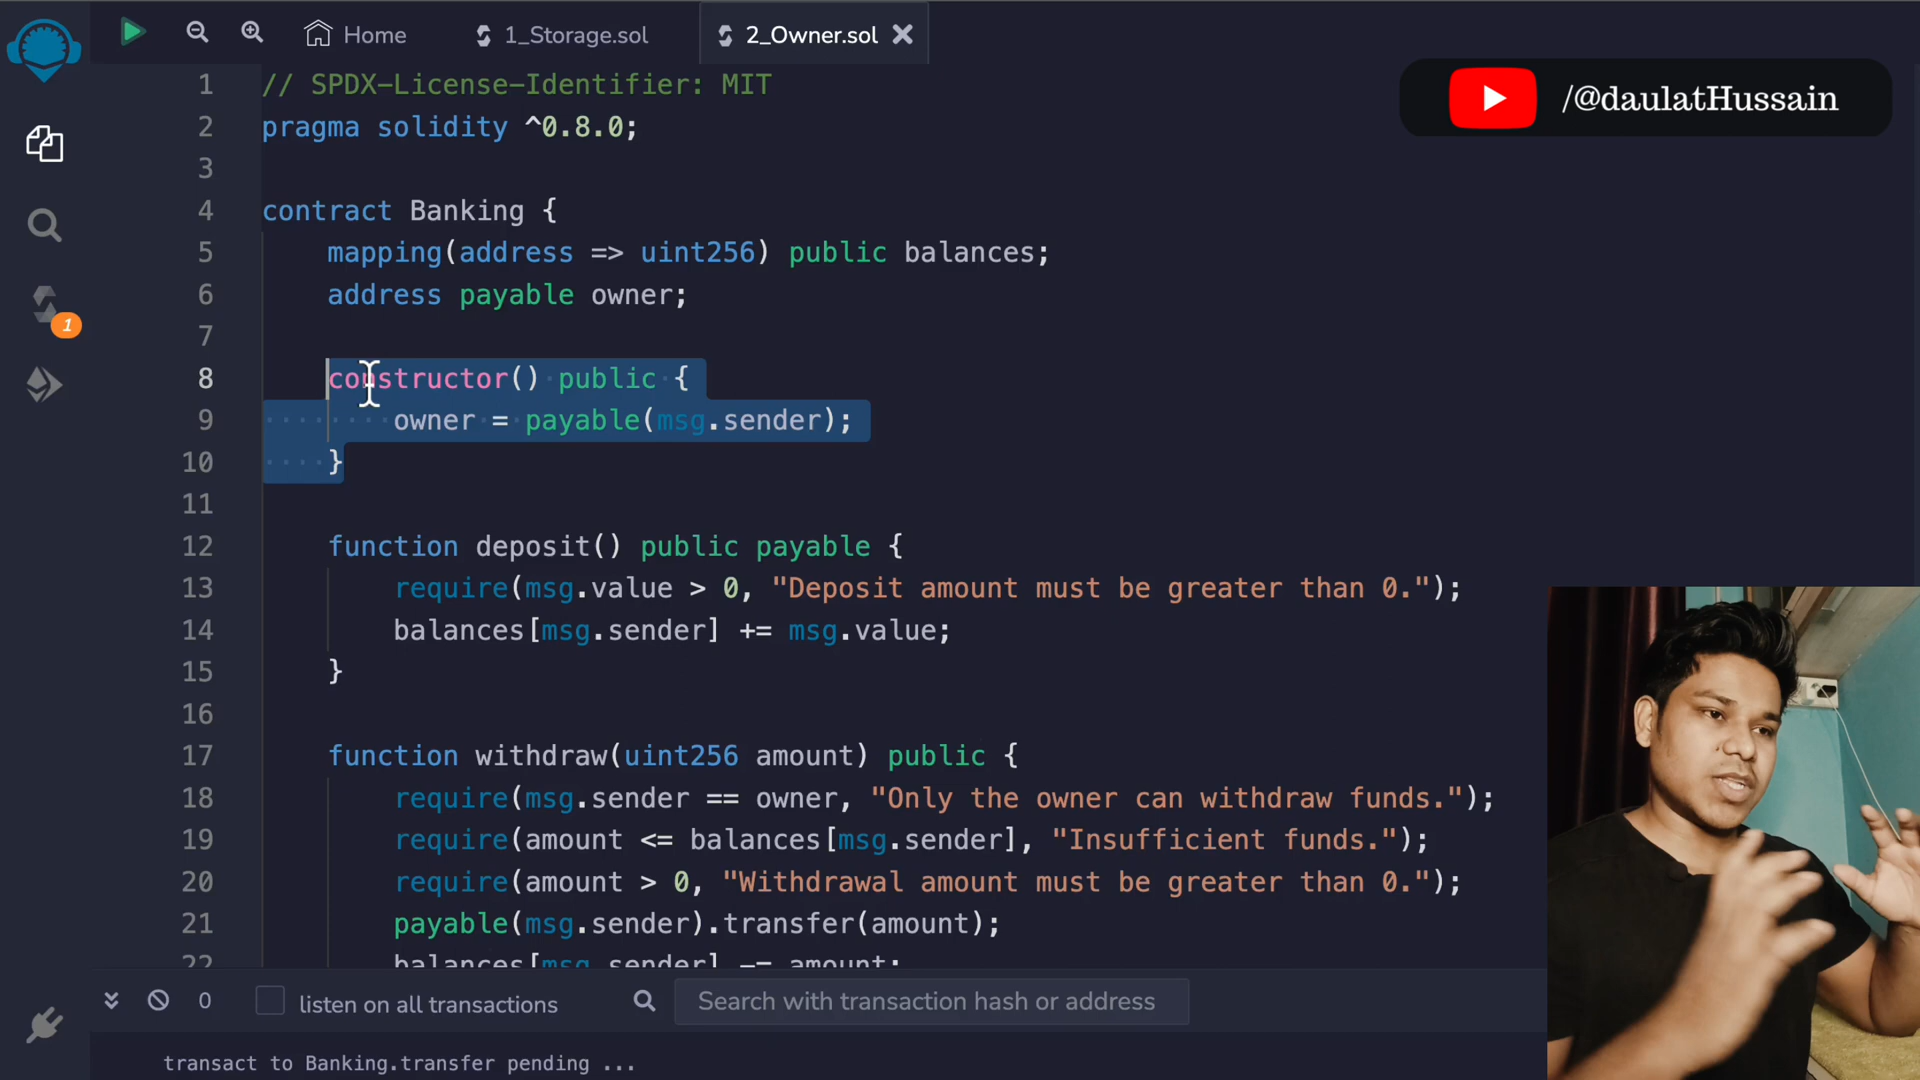 Home
1_Storage.sol
2_Owner.sol
/@daulatHussain
1 // SPDX-License-Identifier: MIT
2 pragma solidity ^0.8.0;
3
4 contract Banking {
5 mapping(address => uint256) public balances;
6 address payable owner;
7
8 constructor() public {
9 owner = payable(msg.sender);
10 }
11
12 function deposit() public payable {
13 require(msg.value > 0, "Deposit amount must be greater than 0.");
14 balances[msg.sender] += msg.value;
15 }
16
17 function withdraw(uint256 amount) public {
18 require(msg.sender == owner, "Only the owner can withdraw funds.");
19 require(amount <= balances[msg.sender], "Insufficient funds.");
20 require(amount > 0, "Withdrawal amount must be greater than 0.");
21 payable(msg.sender).transfer(amount);
22 balances[msg.sender] -= amount;
1
0
listen on all transactions
Search with transaction hash or address
transact to Banking.transfer pending ...